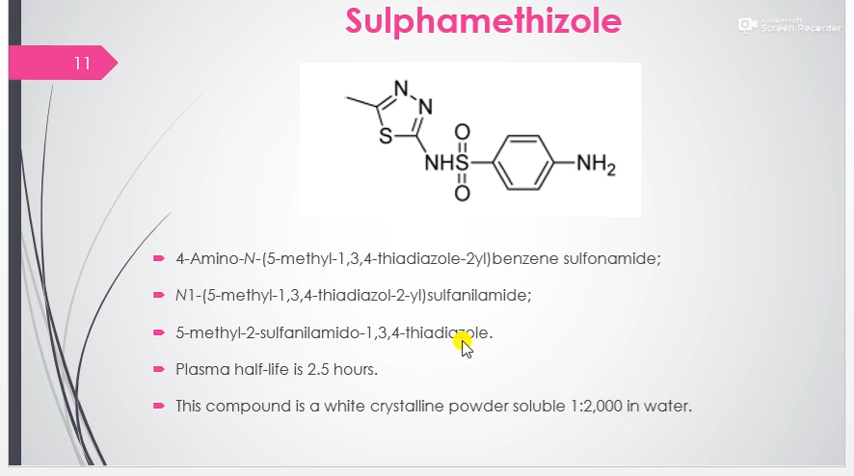 Sulphamethizole
Apowersoft
Screen Recorder
11
N
N
S
O
NHS
NH2
O
4-Amino-N-(5-methyl-1,3,4-thiadiazole-2yl)benzene sulfonamide;
N1-(5-methyl-1,3,4-thiadiazol-2-yl)sulfanilamide;
5-methyl-2-sulfanilamido-1,3,4-thiadiazole.
Plasma half-life is 2.5 hours.
This compound is a white crystalline powder soluble 1:2,000 in water.